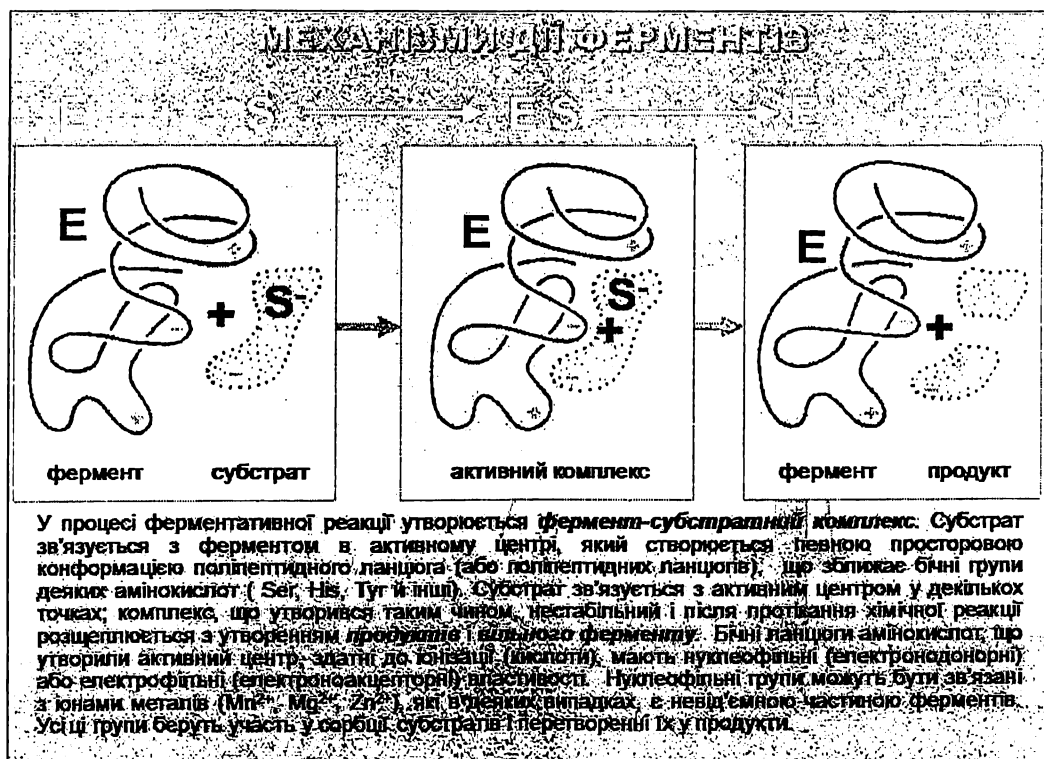 МЕХАНІЗМИ ДІЇ ФЕРМЕНТІВ
E + S → ES → E + P
E
S-
+
-
E
S-
+
-
E
+
фермент субстрат
активний комплекс
фермент продукт
У процесі ферментативної реакції утворюється фермент-субстратний комплекс. Субстрат
зв'язується з ферментом в активному центрі, який створюється певною просторовою
конформацією поліпептидного ланцюга (або поліпептидних ланцюгів), що зближає бічні групи
деяких амінокислот ( Ser, His, Tyr й інші). Субстрат зв'язується з активним центром у декількох
точках; комплекс, що утворився таким чином, нестабільний і після протікання хімічної реакції
розщеплюється з утворенням продуктів і вільного ферменту. Бічні ланцюги амінокислот, що
утворили активний центр, здатні до іонізації (кислоти), мають нуклеофільні (електронодонорні)
або електрофільні (електроноакцепторні) властивості. Нуклеофільні групи можуть бути зв'язані
з іонами металів (Mn²⁺, Mg²⁺, Zn²⁺), які в деяких випадках, є невід'ємною частиною ферментів.
Усі ці групи беруть участь у сорбції субстратів і перетворенні їх у продукти.